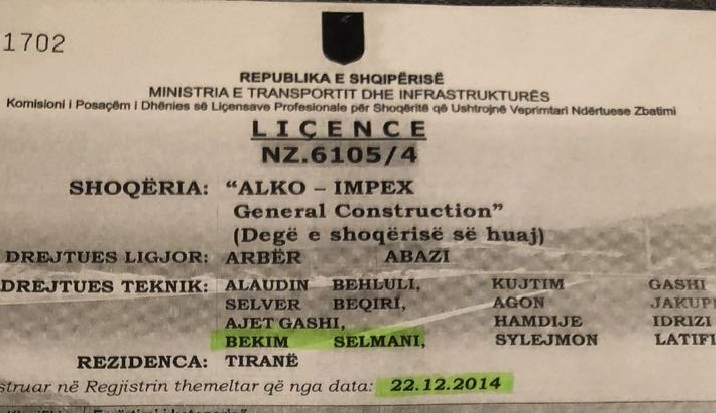 1702
REPUBLIKA E SHQIPËRISË
MINISTRIA E TRANSPORTIT DHE INFRASTRUKTURËS
Komisioni i Posaçëm i Dhënies së Liçensave Profesionale për Shoqëritë që Ushtrojnë Veprimtari Ndërtuese Zbatimi
LIÇENCE
NZ.6105/4
SHOQËRIA: “ALKO – IMPEX
General Construction”
(Degë e shoqërisë së huaj)
DREJTUES LIGJOR: ARBËR ABAZI
DREJTUES TEKNIK: ALAUDIN BEHLULI, KUJTIM GASHI
SELVER BEQIRI, AGON JAKUPI
AJET GASHI, HAMDIJE IDRIZI
BEKIM SELMANI, SYLEJMON LATIFI
REZIDENCA: TIRANË
struar në Regjistrin themeltar që nga data: 22.12.2014